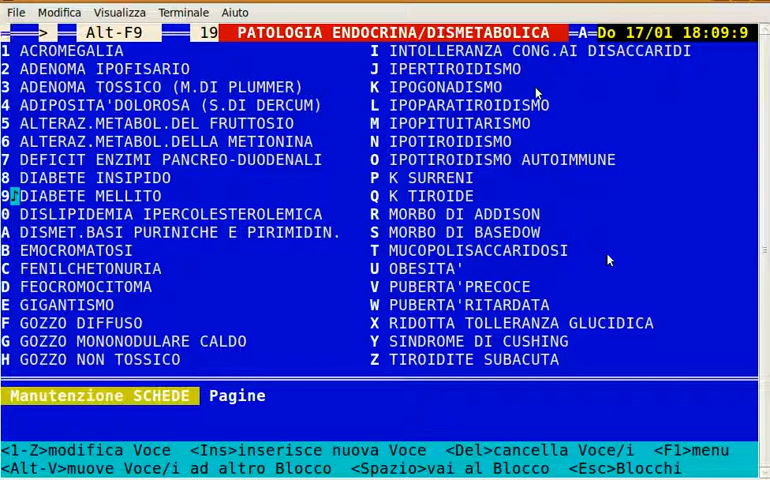 File Modifica Visualizza Terminale Aiuto
> Alt-F9 19 PATOLOGIA ENDOCRINA/DISMETABOLICA =A=Do 17/01 18:09:9
1 ACROMEGALIA I INTOLLERANZA CONG.AI DISACCARIDI
2 ADENOMA IPOFISARIO J IPERTIROIDISMO
3 ADENOMA TOSSICO (M.DI PLUMMER) K IPOGONADISMO
4 ADIPOSITA'DOLOROSA (S.DI DERCUM) L IPOPARATIROIDISMO
5 ALTERAZ.METABOL.DEL FRUTTOSIO M IPOPITUITARISMO
6 ALTERAZ.METABOL.DELLA METIONINA N IPOTIROIDISMO
7 DEFICIT ENZIMI PANCREO-DUODENALI O IPOTIROIDISMO AUTOIMMUNE
8 DIABETE INSIPIDO P K SURRENI
9♪DIABETE MELLITO Q K TIROIDE
0 DISLIPIDEMIA IPERCOLESTEROLEMICA R MORBO DI ADDISON
A DISMET.BASI PURINICHE E PIRIMIDIN. S MORBO DI BASEDOW
B EMOCROMATOSI T MUCOPOLISACCARIDOSI
C FENILCHETONURIA U OBESITA'
D FEOCROMOCITOMA V PUBERTA'PRECOCE
E GIGANTISMO W PUBERTA'RITARDATA
F GOZZO DIFFUSO X RIDOTTA TOLLERANZA GLUCIDICA
G GOZZO MONONODULARE CALDO Y SINDROME DI CUSHING
H GOZZO NON TOSSICO Z TIROIDITE SUBACUTA
Manutenzione SCHEDE Pagine
<1-Z>modifica Voce <Ins>inserisce nuova Voce <Del>cancella Voce/i <F1>menu
<Alt-V>muove Voce/i ad altro Blocco <Spazio>vai al Blocco <Esc>Blocchi